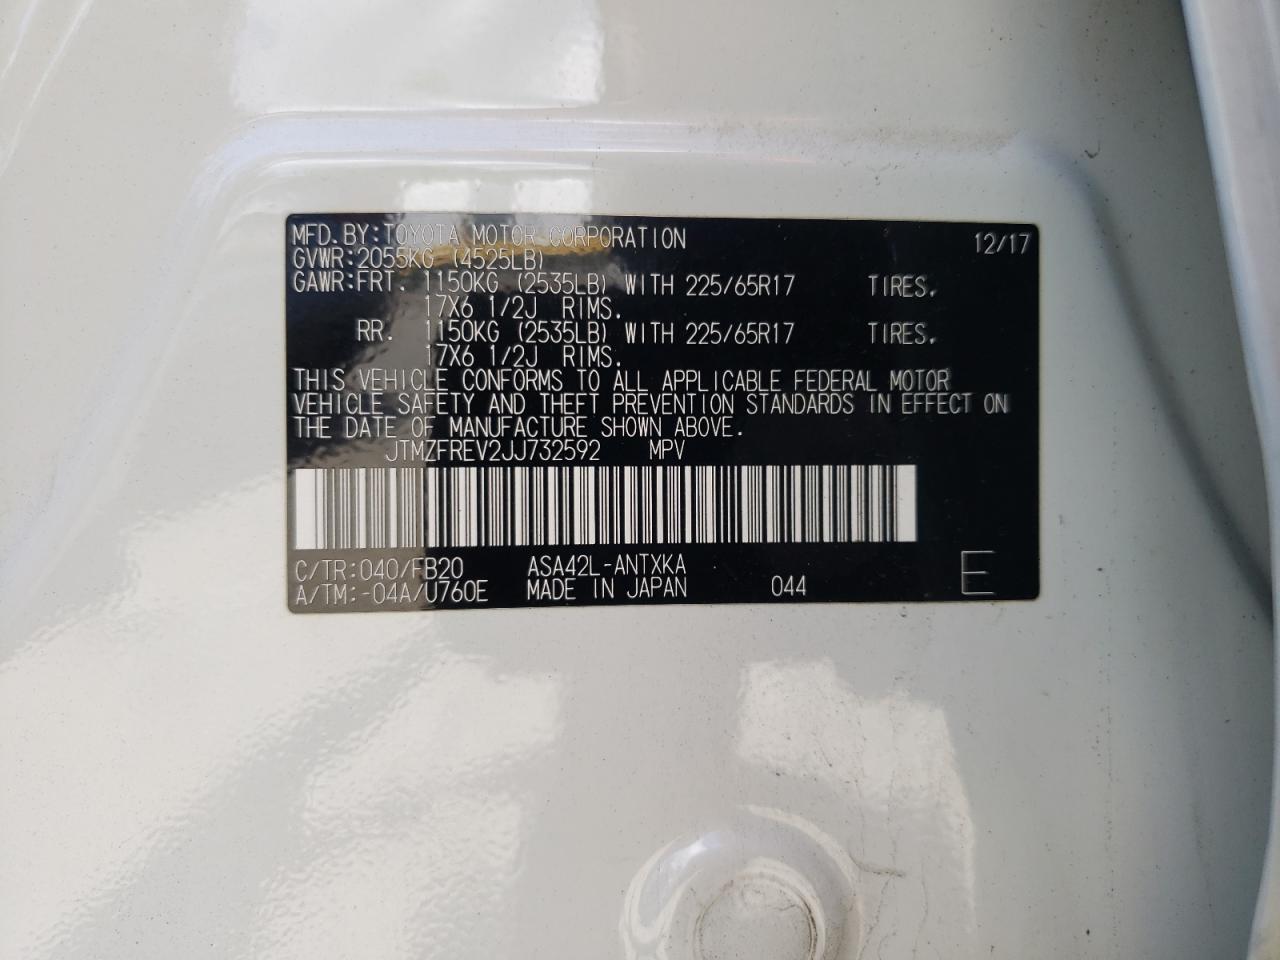 MFD.BY:TOYOTA MOTOR CORPORATION 12/17
GVWR:2055KG (4525LB)
GAWR:FRT. 1150KG (2535LB) WITH 225/65R17 TIRES.
17X6 1/2J RIMS.
RR. 1150KG (2535LB) WITH 225/65R17 TIRES.
17X6 1/2J RIMS.
THIS VEHICLE CONFORMS TO ALL APPLICABLE FEDERAL MOTOR
VEHICLE SAFETY AND THEFT PREVENTION STANDARDS IN EFFECT ON
THE DATE OF MANUFACTURE SHOWN ABOVE.
JTMZFREV2JJ732592 MPV
C/TR:040/FB20 ASA42L-ANTXKA
A/TM:-04A/U760E MADE IN JAPAN 044 E